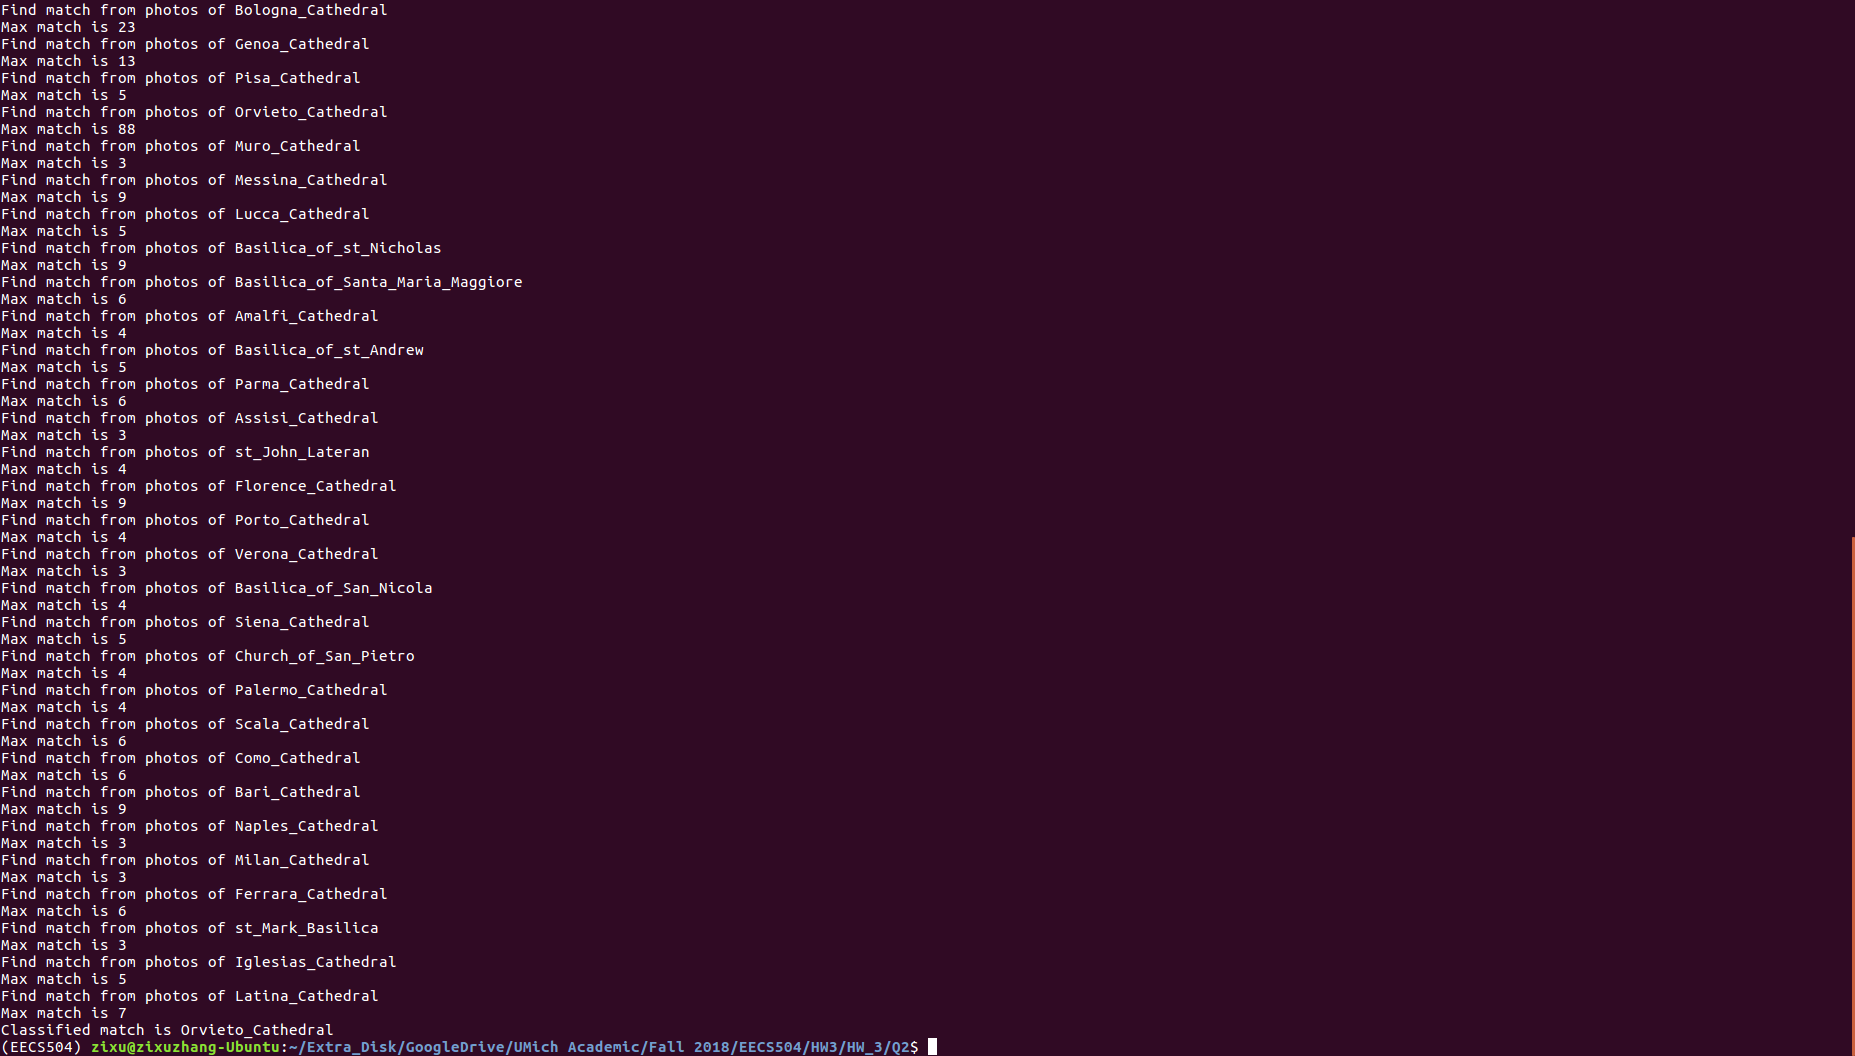 Find match from photos of Bologna_Cathedral
Max match is 23
Find match from photos of Genoa_Cathedral
Max match is 13
Find match from photos of Pisa_Cathedral
Max match is 5
Find match from photos of Orvieto_Cathedral
Max match is 88
Find match from photos of Muro_Cathedral
Max match is 3
Find match from photos of Messina_Cathedral
Max match is 9
Find match from photos of Lucca_Cathedral
Max match is 5
Find match from photos of Basilica_of_st_Nicholas
Max match is 9
Find match from photos of Basilica_of_Santa_Maria_Maggiore
Max match is 6
Find match from photos of Amalfi_Cathedral
Max match is 4
Find match from photos of Basilica_of_st_Andrew
Max match is 5
Find match from photos of Parma_Cathedral
Max match is 6
Find match from photos of Assisi_Cathedral
Max match is 3
Find match from photos of st_John_Lateran
Max match is 4
Find match from photos of Florence_Cathedral
Max match is 9
Find match from photos of Porto_Cathedral
Max match is 4
Find match from photos of Verona_Cathedral
Max match is 3
Find match from photos of Basilica_of_San_Nicola
Max match is 4
Find match from photos of Siena_Cathedral
Max match is 5
Find match from photos of Church_of_San_Pietro
Max match is 4
Find match from photos of Palermo_Cathedral
Max match is 4
Find match from photos of Scala_Cathedral
Max match is 6
Find match from photos of Como_Cathedral
Max match is 6
Find match from photos of Bari_Cathedral
Max match is 9
Find match from photos of Naples_Cathedral
Max match is 3
Find match from photos of Milan_Cathedral
Max match is 3
Find match from photos of Ferrara_Cathedral
Max match is 6
Find match from photos of st_Mark_Basilica
Max match is 3
Find match from photos of Iglesias_Cathedral
Max match is 5
Find match from photos of Latina_Cathedral
Max match is 7
Classified match is Orvieto_Cathedral
(EECS504) zixu@zixuzhang-Ubuntu:~/Extra_Disk/GoogleDrive/UMich Academic/Fall 2018/EECS504/HW3/HW_3/Q2$